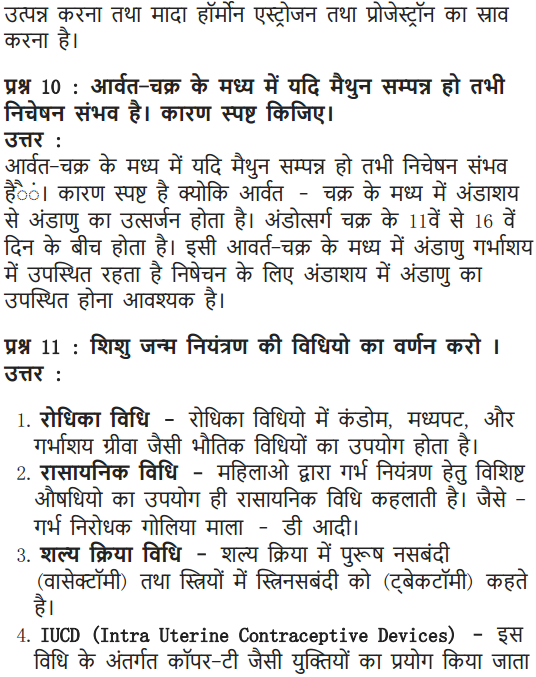 उत्पन्न करना तथा मादा हॉर्मोन एस्ट्रोजन तथा प्रोजेस्ट्रॉन का स्राव
करना है।
प्रश्न 10 : आर्वत-चक्र के मध्य में यदि मैथुन सम्पन्न हो तभी
निचेषन संभव है। कारण स्पष्ट किजिए।
उत्तर :
आर्वत-चक्र के मध्य में यदि मैथुन सम्पन्न हो तभी निचेषन संभव
हैैैं। कारण स्पष्ट है क्योकि आर्वत - चक्र के मध्य में अंडाशय
से अंडाणु का उत्सर्जन होता है। अंडोत्सर्ग चक्र के 11वें से 16 वें
दिन के बीच होता है। इसी आवर्त-चक्र के मध्य में अंडाणु गर्भाशय
में उपस्थित रहता है निषेचन के लिए अंडाशय में अंडाणु का
उपस्थित होना आवश्यक है।
प्रश्न 11 : शिशु जन्म नियंत्रण की विधियो का वर्णन करो ।
उत्तर :
1. रोधिका विधि - रोधिका विधियो में कंडोम, मध्यपट, और
गर्भाशय ग्रीवा जैसी भौतिक विधियों का उपयोग होता है।
2. रासायनिक विधि - महिलाओ द्वारा गर्भ नियंत्रण हेतु विशिष्ट
औषधियो का उपयोग ही रासायनिक विधि कहलाती है। जैसे -
गर्भ निरोधक गोलिया माला - डी आदी।
3. शल्य क्रिया विधि - शल्य क्रिया में पुरूष नसबंदी
(वासेक्टॉमी) तथा स्त्रियों में स्त्रिनसबंदी को (ट्बेकटॉमी) कहते
है।
4. IUCD (Intra Uterine Contraceptive Devices) - इस
विधि के अंतर्गत कॉपर-टी जैसी युक्तियों का प्रयोग किया जाता